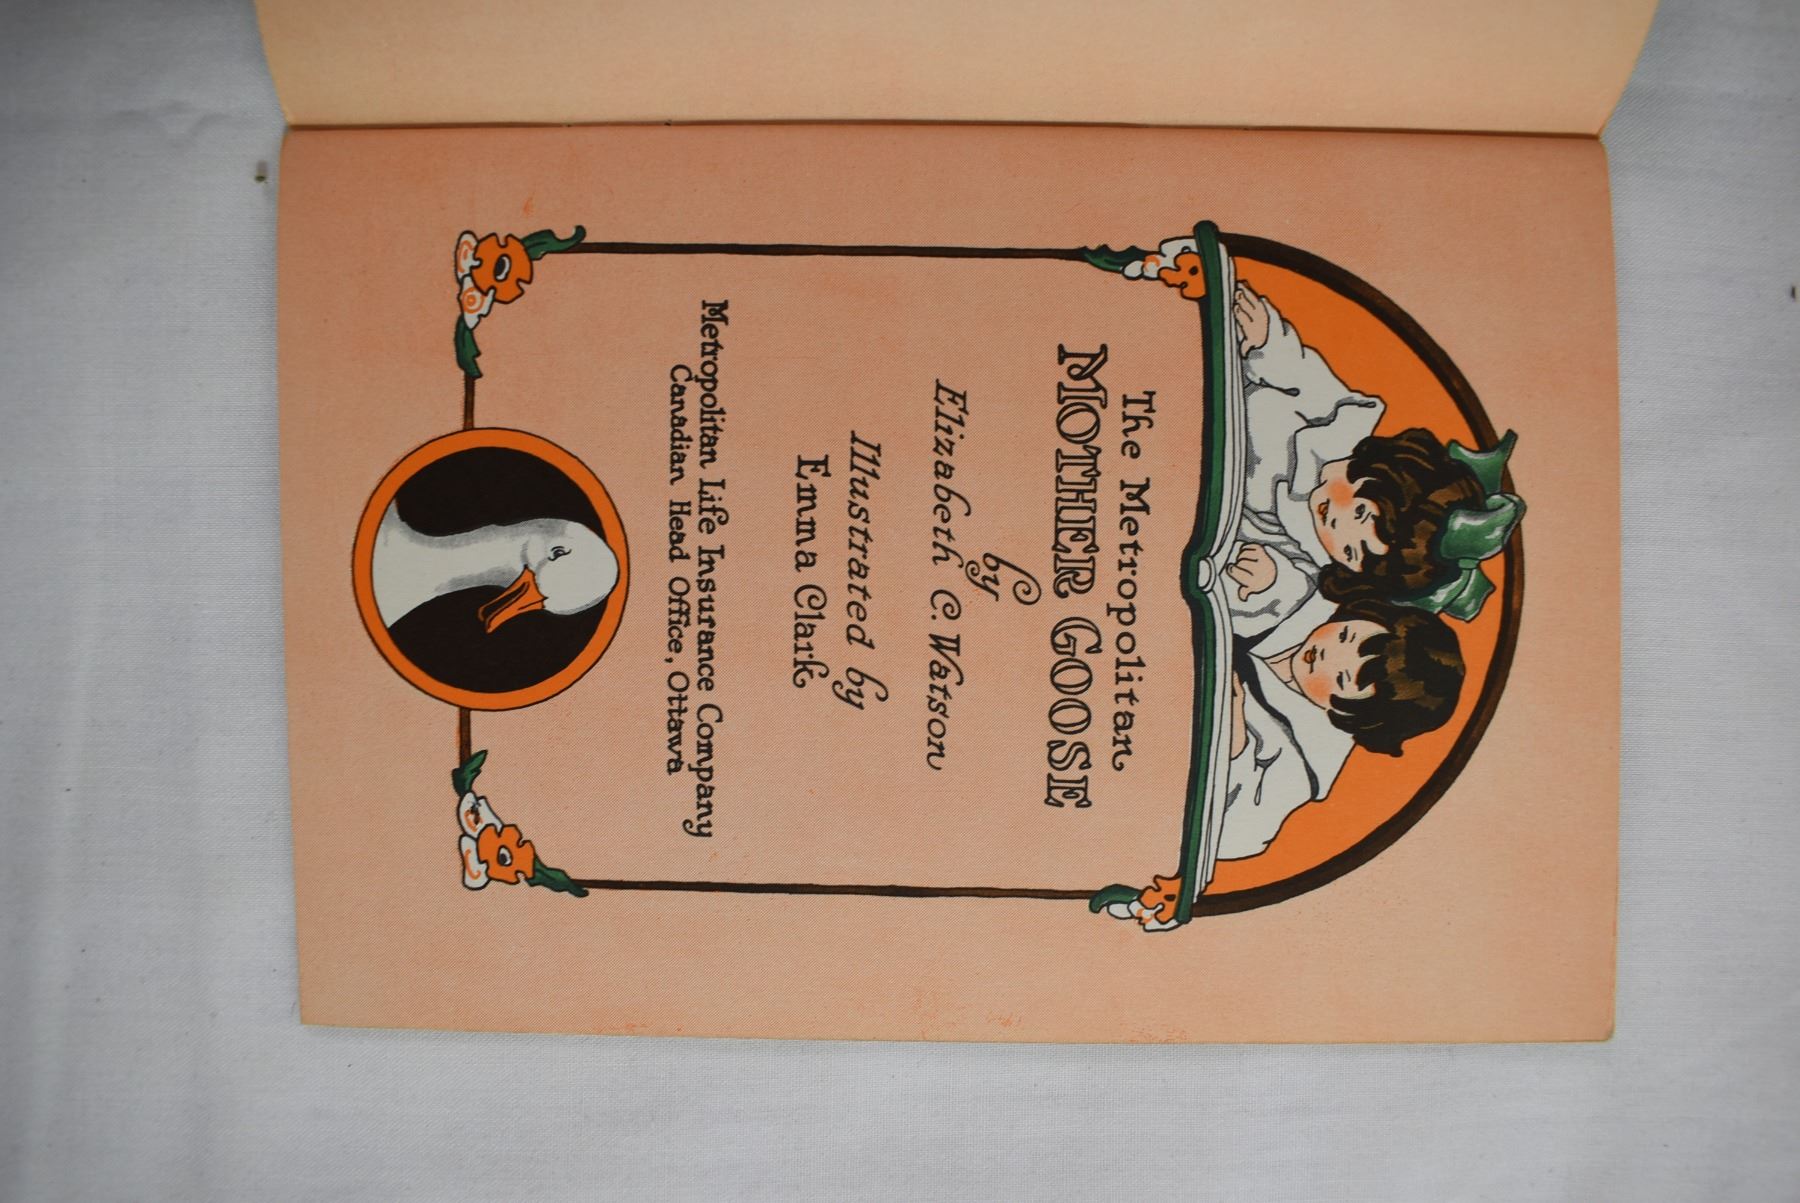 The Metropolitan
MOTHER GOOSE
by
Elizabeth C. Watson
Illustrated by
Emma Clark
Metropolitan Life Insurance Company
Canadian Head Office, Ottawa